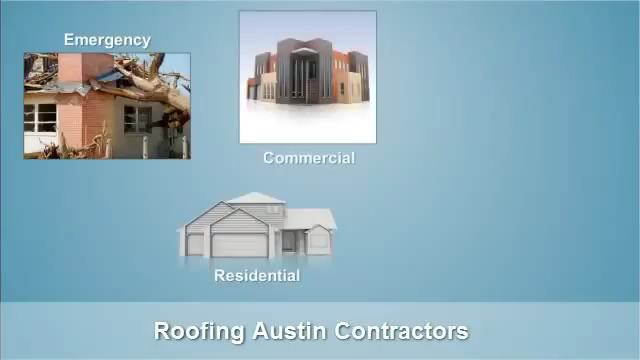 Emergency
Commercial
Residential
Roofing Austin Contractors